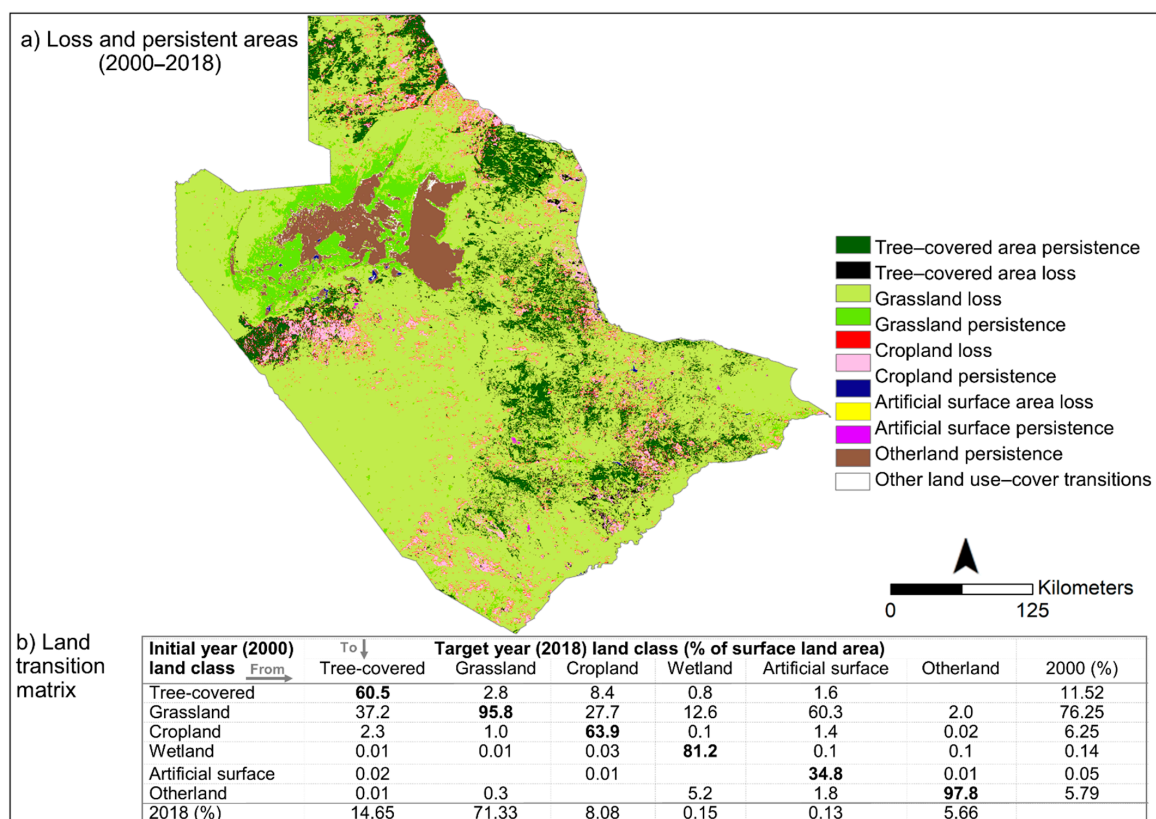 a) Loss and persistent areas
(2000–2018)
Tree–covered area persistence
Tree–covered area loss
Grassland loss
Grassland persistence
Cropland loss
Cropland persistence
Artificial surface area loss
Artificial surface persistence
Otherland persistence
Other land use–cover transitions
Kilometers
0 125
b) Land
transition
matrix
Initial year (2000) To Target year (2018) land class (% of surface land area)
land class From Tree-covered Grassland Cropland Wetland Artificial surface Otherland 2000 (%)
Tree-covered 60.5 2.8 8.4 0.8 1.6 11.52
Grassland 37.2 95.8 27.7 12.6 60.3 2.0 76.25
Cropland 2.3 1.0 63.9 0.1 1.4 0.02 6.25
Wetland 0.01 0.01 0.03 81.2 0.1 0.1 0.14
Artificial surface 0.02 0.01 34.8 0.01 0.05
Otherland 0.01 0.3 5.2 1.8 97.8 5.79
2018 (%) 14.65 71.33 8.08 0.15 0.13 5.66